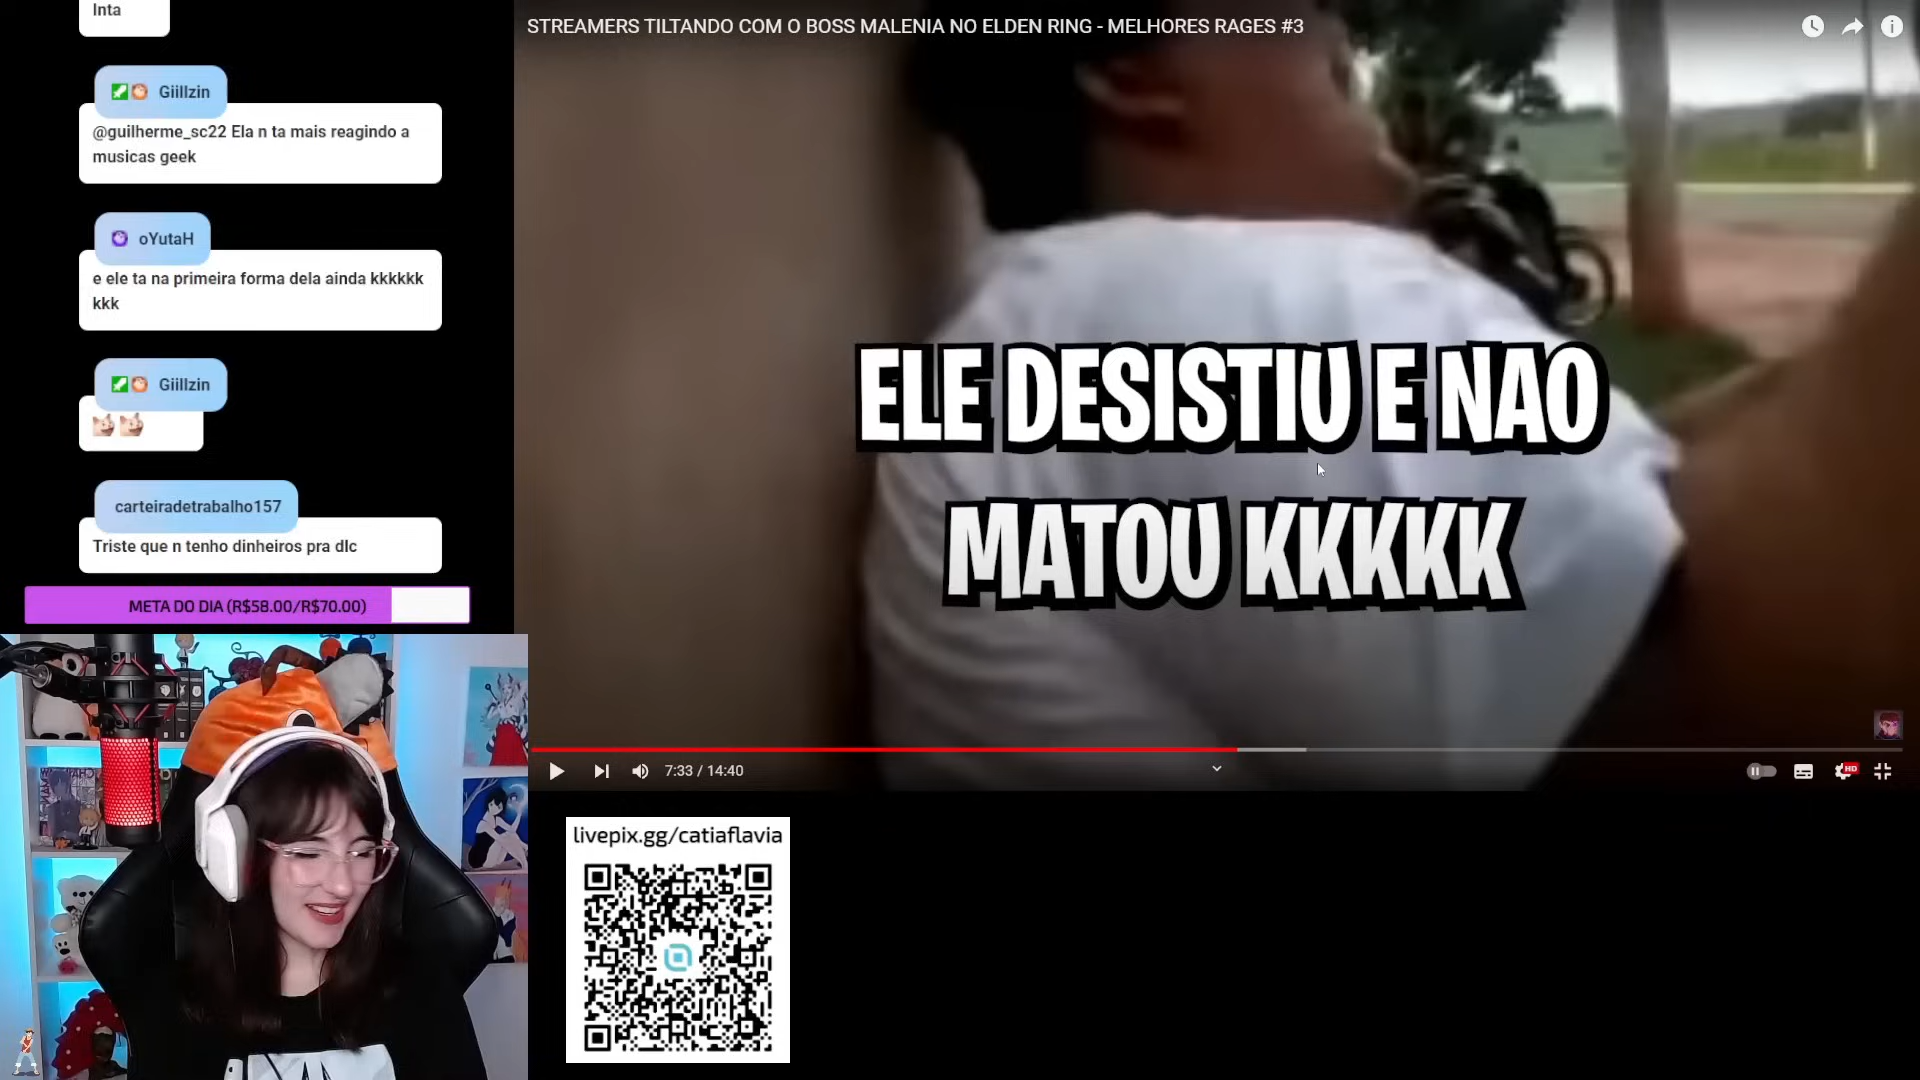 Inta
Giillzin
@guilherme_sc22 Ela n ta mais reagindo a
musicas geek
oYutaH
e ele ta na primeira forma dela ainda kkkkkk
kkk
Giillzin
carteiradetrabalho157
Triste que n tenho dinheiros pra dlc
META DO DIA (R$58.00/R$70.00)
STREAMERS TILTANDO COM O BOSS MALENIA NO ELDEN RING - MELHORES RAGES #3
ELE DESISTIU E NAO
MATOU KKKKK
7:33 / 14:40
HD
livepix.gg/catiaflavia